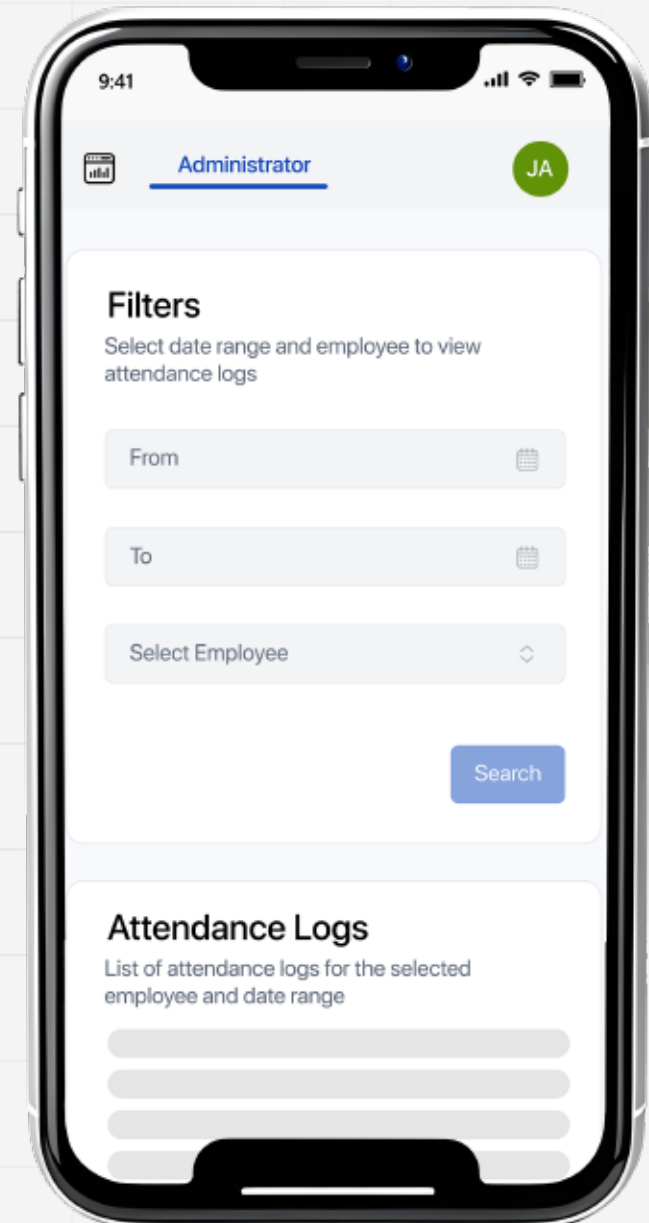 9:41
Administrator
JA
Filters
Select date range and employee to view
attendance logs
From
To
Select Employee
Search
Attendance Logs
List of attendance logs for the selected
employee and date range